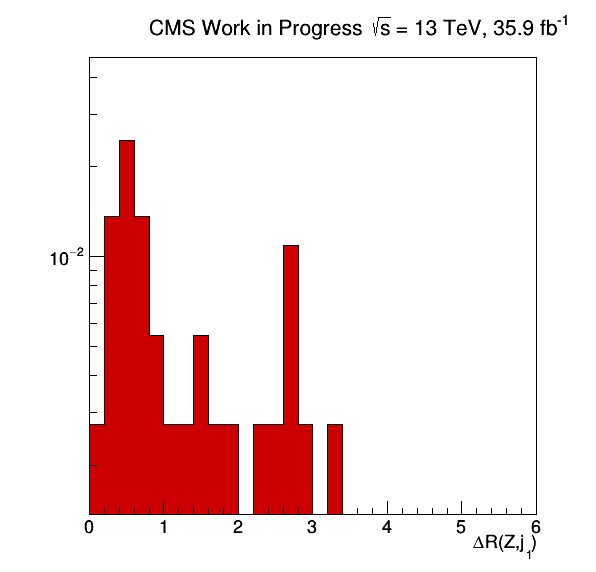 CMS Work in Progress √s = 13 TeV, 35.9 fb⁻¹
10⁻²
0 1 2 3 4 5 6
ΔR(Z,j₁)